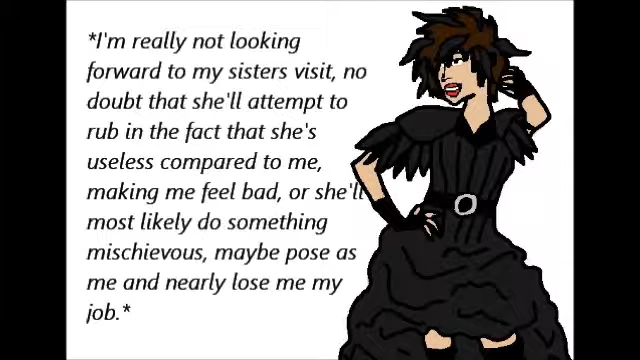 *I'm really not looking
forward to my sisters visit, no
doubt that she'll attempt to
rub in the fact that she's
useless compared to me,
making me feel bad, or she'll
most likely do something
mischievous, maybe pose as
me and nearly lose me my
job.*